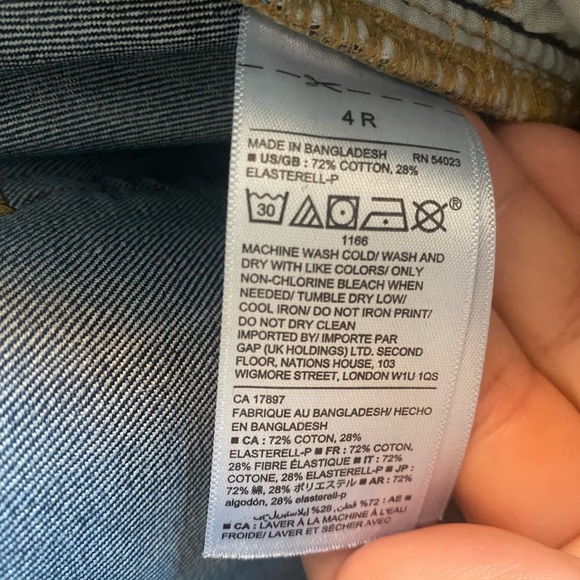 4 R
MADE IN BANGLADESH RN 54023
■ US/GB : 72% COTTON, 28%
ELASTERELL-P
30
®
1166
MACHINE WASH COLD/ WASH AND
DRY WITH LIKE COLORS/ ONLY
NON-CHLORINE BLEACH WHEN
NEEDED/ TUMBLE DRY LOW/
COOL IRON/ DO NOT IRON PRINT/
DO NOT DRY CLEAN
IMPORTED BY/ IMPORTE PAR
GAP (UK HOLDINGS) LTD. SECOND
FLOOR, NATIONS HOUSE, 103
WIGMORE STREET, LONDON W1U 1QS
CA 17897
FABRIQUE AU BANGLADESH/ HECHO
EN BANGLADESH
■ CA : 72% COTON, 28%
ELASTERELL-P ■ FR : 72% COTON,
28% FIBRE ÉLASTIQUE ■ IT : 72%
COTONE, 28% ELASTERELL-P ■ JP :
72% 綿, 28% ポリエステル ■ AR : 72%
algodón, 28% elasterell-p
■ AE : 72% قطن, 28%
■ CA : LAVER À LA MACHINE À L'EAU
FROIDE/ LAVER ET SÉCHER AVEC